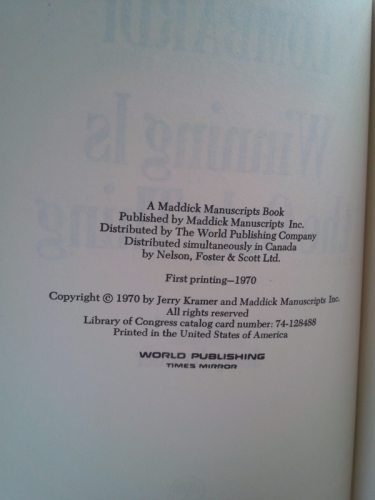 A Maddick Manuscripts Book
Published by Maddick Manuscripts Inc.
Distributed by The World Publishing Company
Distributed simultaneously in Canada
by Nelson, Foster & Scott Ltd.
First printing—1970
Copyright © 1970 by Jerry Kramer and Maddick Manuscripts Inc.
All rights reserved
Library of Congress catalog card number: 74-128488
Printed in the United States of America
WORLD PUBLISHING
TIMES MIRROR
LOMBARDI
Winning Is